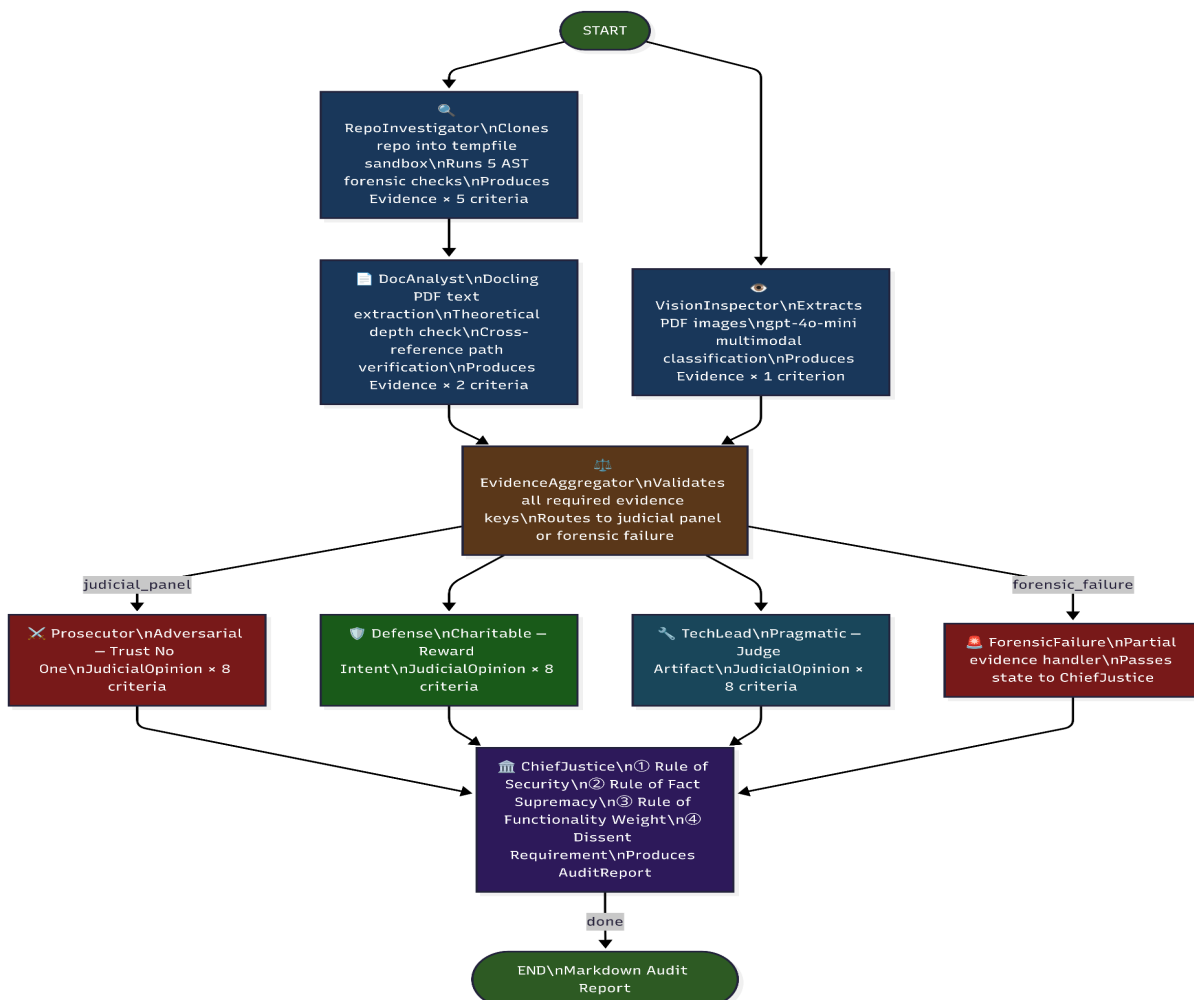 START
🔍
RepoInvestigator\nClones
repo into tempfile
sandbox\nRuns 5 AST
forensic checks\nProduces
Evidence × 5 criteria
📄 DocAnalyst\nDocling
PDF text
extraction\nTheoretical
depth check\nCross-
reference path
verification\nProduces
Evidence × 2 criteria
👁️
VisionInspector\nExtracts
PDF images\ngpt-4o-mini
multimodal
classification\nProduces
Evidence × 1 criterion
⚖️
EvidenceAggregator\nValidates
all required evidence
keys\nRoutes to judicial panel
or forensic failure
judicial_panel
forensic_failure
⚔️ Prosecutor\nAdversarial
— Trust No
One\nJudicialOpinion × 8
criteria
🛡️ Defense\nCharitable —
Reward
Intent\nJudicialOpinion × 8
criteria
🔧 TechLead\nPragmatic —
Judge
Artifact\nJudicialOpinion ×
8 criteria
🚨 ForensicFailure\nPartial
evidence handler\nPasses
state to ChiefJustice
🏛️ ChiefJustice\n① Rule of
Security\n② Rule of Fact
Supremacy\n③ Rule of
Functionality Weight\n④
Dissent
Requirement\nProduces
AuditReport
done
END\nMarkdown Audit
Report